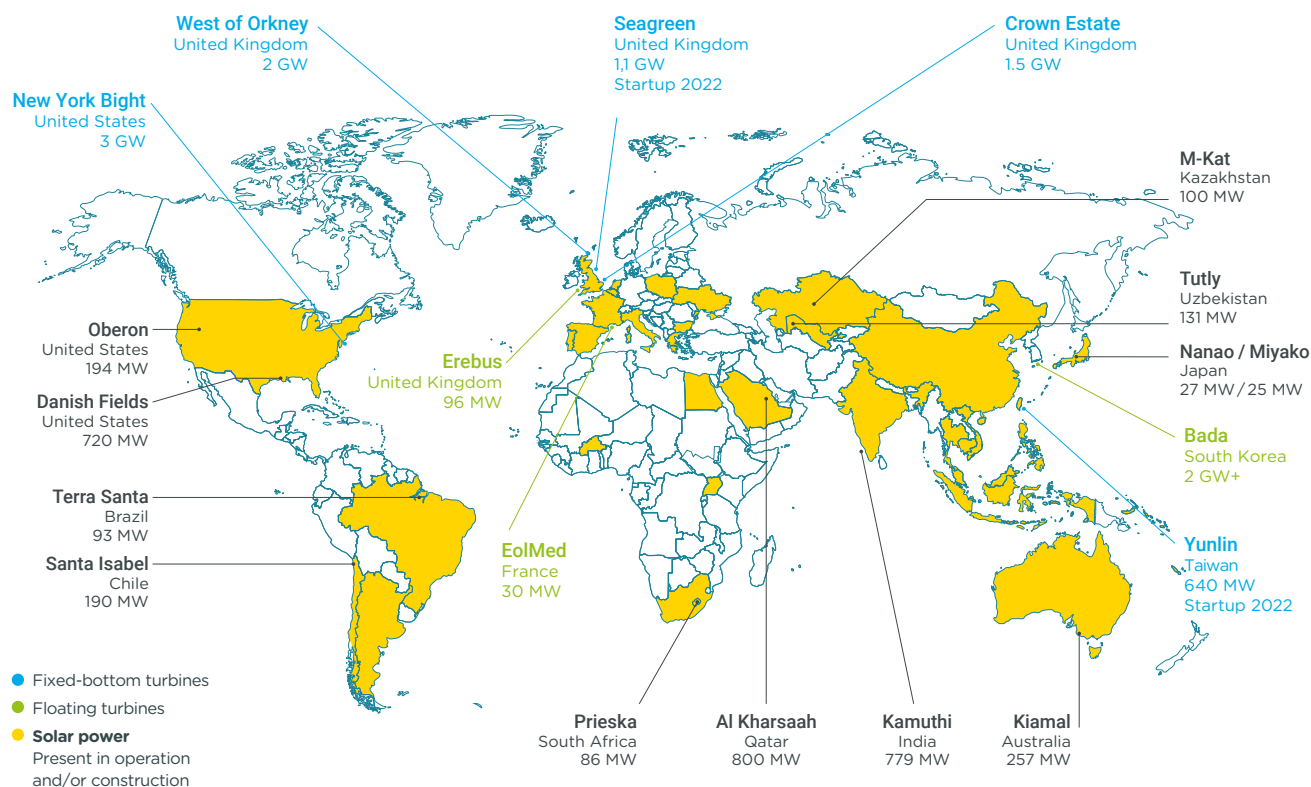 West of Orkney
United Kingdom
2 GW
Seagreen
United Kingdom
1,1 GW
Startup 2022
Crown Estate
United Kingdom
1.5 GW
New York Bight
United States
3 GW
M-Kat
Kazakhstan
100 MW
Tutly
Uzbekistan
131 MW
Oberon
United States
194 MW
Erebus
United Kingdom
96 MW
Nanao / Miyako
Japan
27 MW / 25 MW
Danish Fields
United States
720 MW
Bada
South Korea
2 GW+
Terra Santa
Brazil
93 MW
EolMed
France
30 MW
Yunlin
Taiwan
640 MW
Startup 2022
Santa Isabel
Chile
190 MW
Fixed-bottom turbines
Floating turbines
Solar power
Present in operation
and/or construction
Prieska
South Africa
86 MW
Al Kharsaah
Qatar
800 MW
Kamuthi
India
779 MW
Kiamal
Australia
257 MW